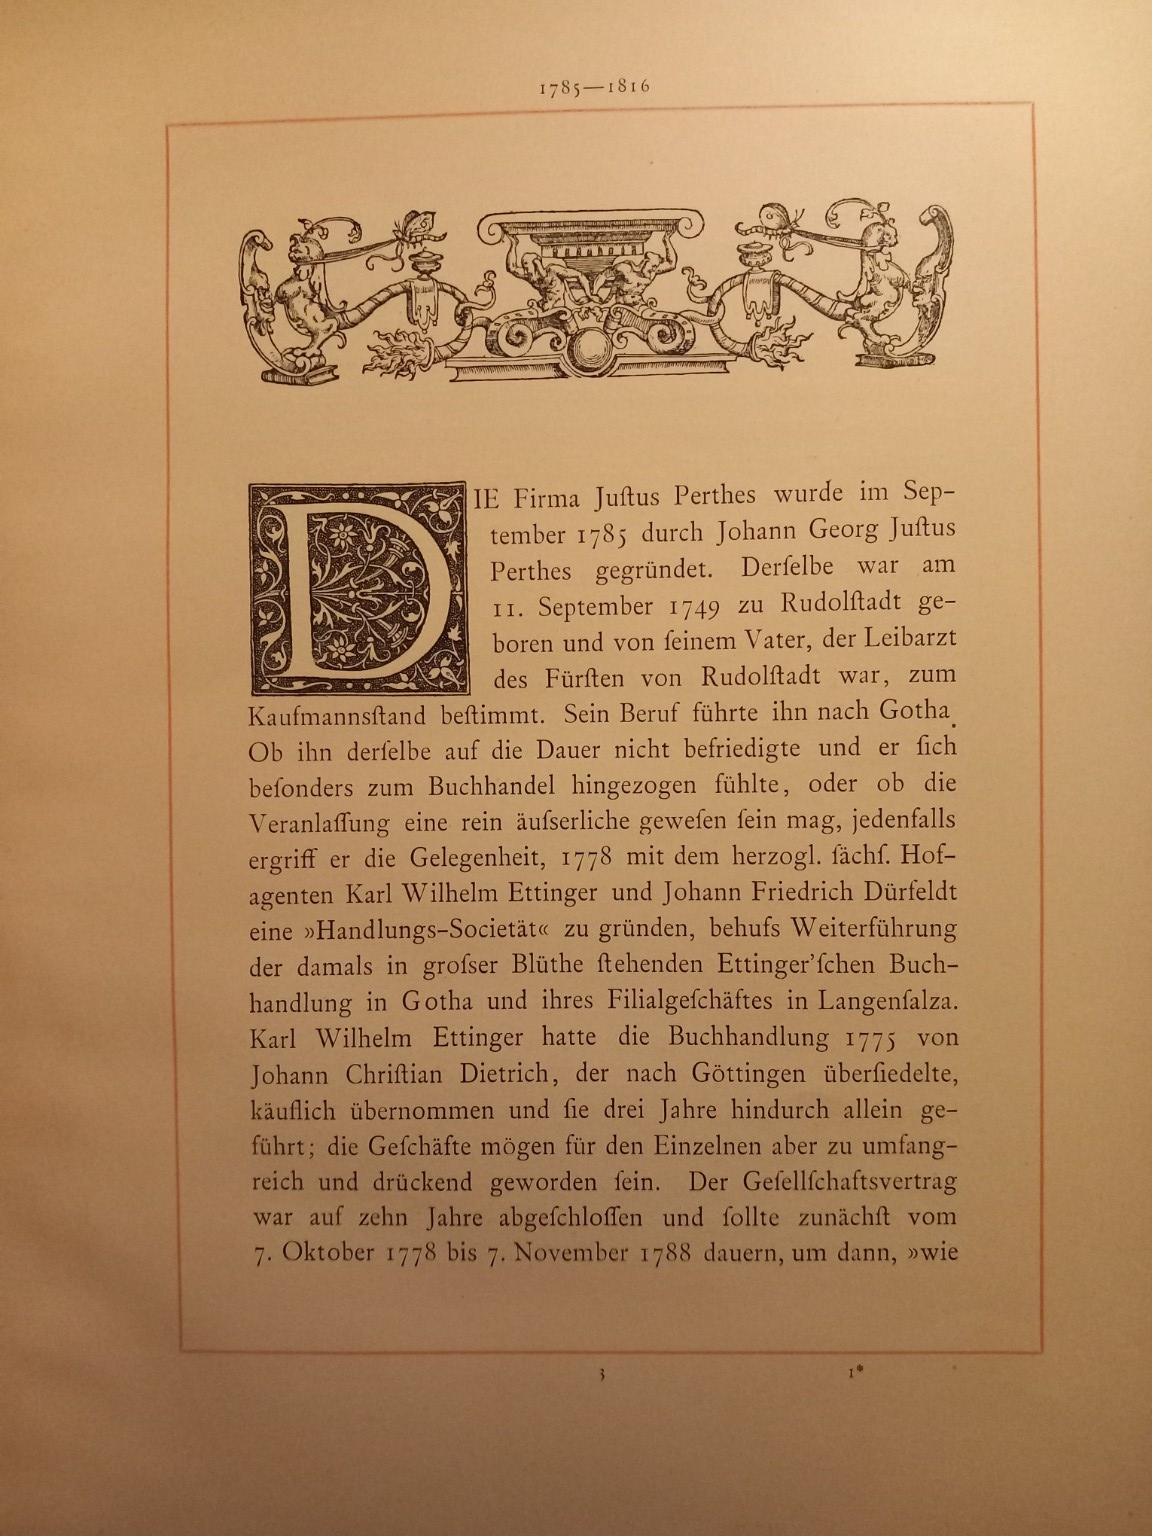 1785—1816
DIE Firma Juſtus Perthes wurde im Sep-
tember 1785 durch Johann Georg Juſtus
Perthes gegründet. Derſelbe war am
11. September 1749 zu Rudolſtadt ge-
boren und von ſeinem Vater, der Leibarzt
des Fürſten von Rudolſtadt war, zum
Kaufmannsſtand beſtimmt. Sein Beruf führte ihn nach Gotha.
Ob ihn derſelbe auf die Dauer nicht befriedigte und er ſich
beſonders zum Buchhandel hingezogen fühlte, oder ob die
Veranlaſſung eine rein äuſserliche geweſen ſein mag, jedenfalls
ergriff er die Gelegenheit, 1778 mit dem herzogl. ſächſ. Hof-
agenten Karl Wilhelm Ettinger und Johann Friedrich Dürfeldt
eine »Handlungs-Societät« zu gründen, behufs Weiterführung
der damals in groſser Blüthe ſtehenden Ettinger'ſchen Buch-
handlung in Gotha und ihres Filialgeſchäftes in Langenſalza.
Karl Wilhelm Ettinger hatte die Buchhandlung 1775 von
Johann Chriſtian Dietrich, der nach Göttingen überſiedelte,
käuflich übernommen und ſie drei Jahre hindurch allein ge-
führt; die Geſchäfte mögen für den Einzelnen aber zu umfang-
reich und drückend geworden ſein. Der Geſellſchaftsvertrag
war auf zehn Jahre abgeſchloſſen und ſollte zunächſt vom
7. Oktober 1778 bis 7. November 1788 dauern, um dann, »wie
3 1*